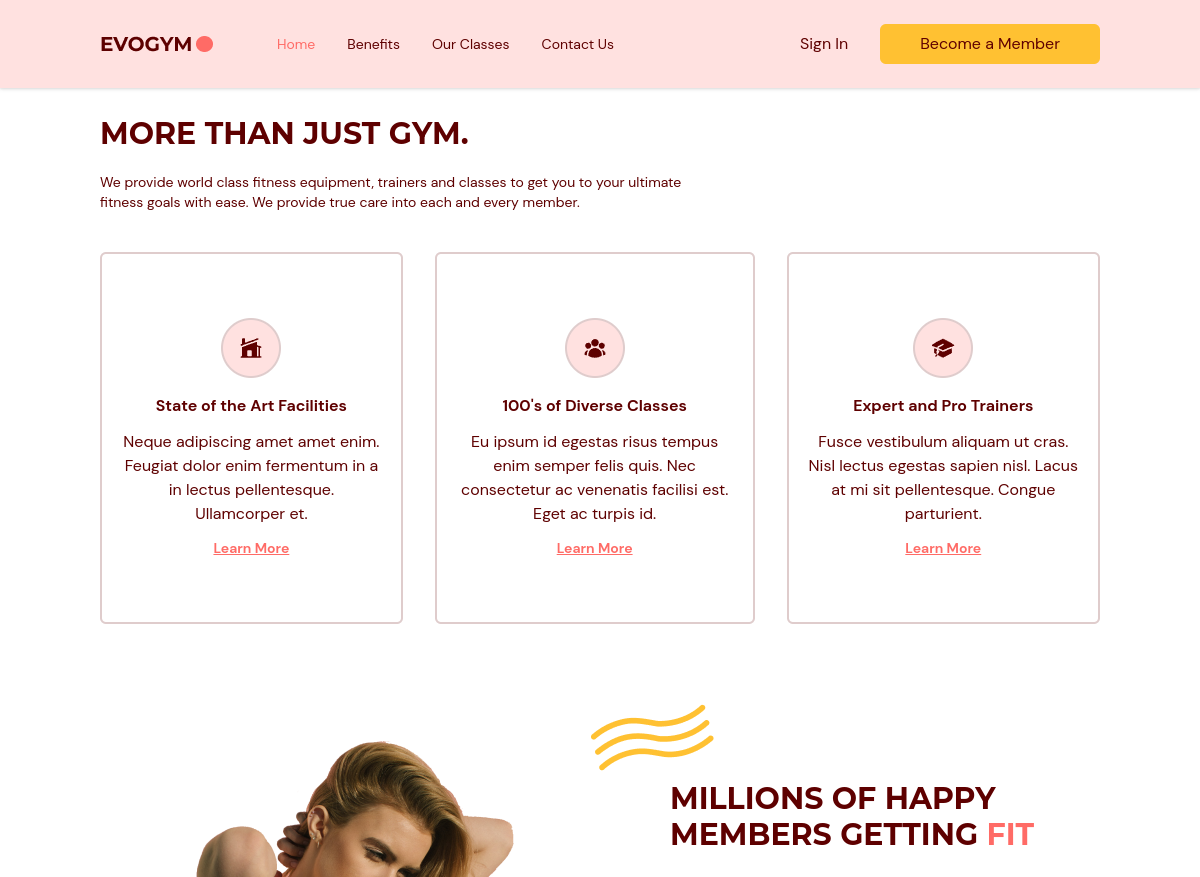 EVOGYM
Home
Benefits
Our Classes
Contact Us
Sign In
Become a Member
MORE THAN JUST GYM.
We provide world class fitness equipment, trainers and classes to get you to your ultimate
fitness goals with ease. We provide true care into each and every member.
State of the Art Facilities
Neque adipiscing amet amet enim.
Feugiat dolor enim fermentum in a
in lectus pellentesque.
Ullamcorper et.
Learn More
100's of Diverse Classes
Eu ipsum id egestas risus tempus
enim semper felis quis. Nec
consectetur ac venenatis facilisi est.
Eget ac turpis id.
Learn More
Expert and Pro Trainers
Fusce vestibulum aliquam ut cras.
Nisl lectus egestas sapien nisl. Lacus
at mi sit pellentesque. Congue
parturient.
Learn More
MILLIONS OF HAPPY
MEMBERS GETTING FIT